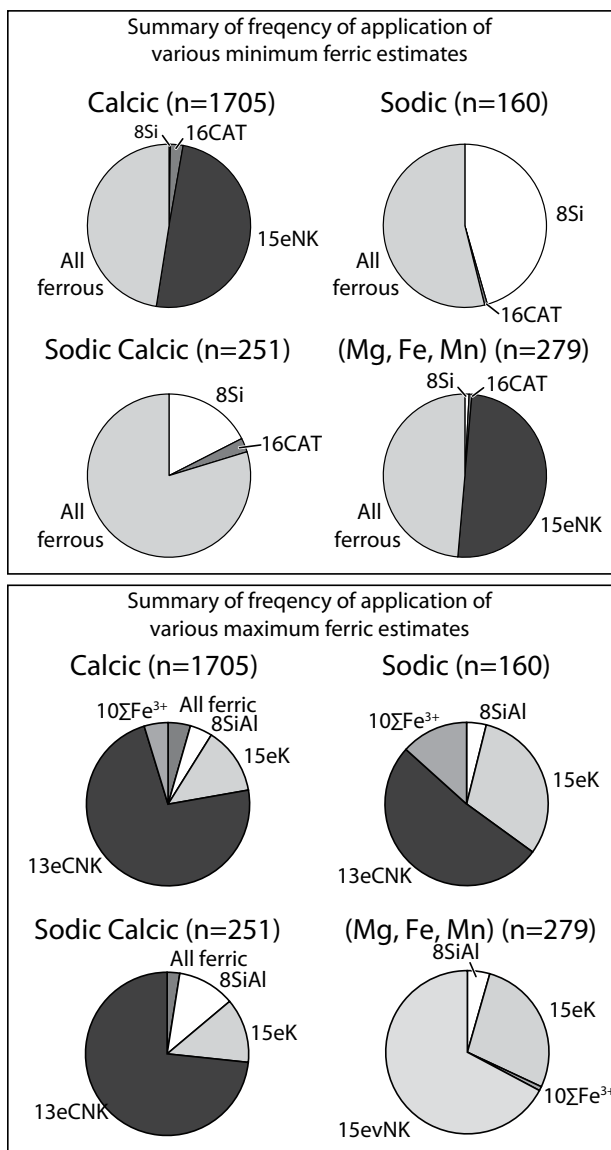 Summary of freqency of application of
various minimum ferric estimates
Calcic (n=1705)
8Si
16CAT
15eNK
All
ferrous
Sodic (n=160)
8Si
16CAT
All
ferrous
Sodic Calcic (n=251)
8Si
16CAT
All
ferrous
(Mg, Fe, Mn) (n=279)
8Si
16CAT
15eNK
All
ferrous
Summary of freqency of application of
various maximum ferric estimates
Calcic (n=1705)
10ΣFe³⁺
All ferric
8SiAl
15eK
13eCNK
Sodic (n=160)
10ΣFe³⁺
8SiAl
15eK
13eCNK
Sodic Calcic (n=251)
All ferric
8SiAl
15eK
13eCNK
(Mg, Fe, Mn) (n=279)
8SiAl
15eK
10ΣFe³⁺
15evNK